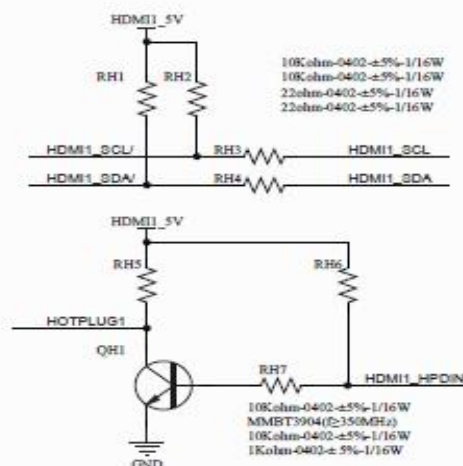 HDMI1_5V
RH1
RH2
10Kohm-0402-±5%-1/16W
10Kohm-0402-±5%-1/16W
22ohm-0402-±5%-1/16W
22ohm-0402-±5%-1/16W
HDMI1_SCL/
RH3
HDMI1_SCL
HDMI1_SDA/
RH4
HDMI1_SDA
HDMI1_5V
RH5
RH6
HOTPLUG1
QH1
RH7
HDMI1_HPDIN
10Kohm-0402-±5%-1/16W
MMBT3904(f≥350MHz)
10Kohm-0402-±5%-1/16W
1Kohm-0402-± 5%-1/16W
GND